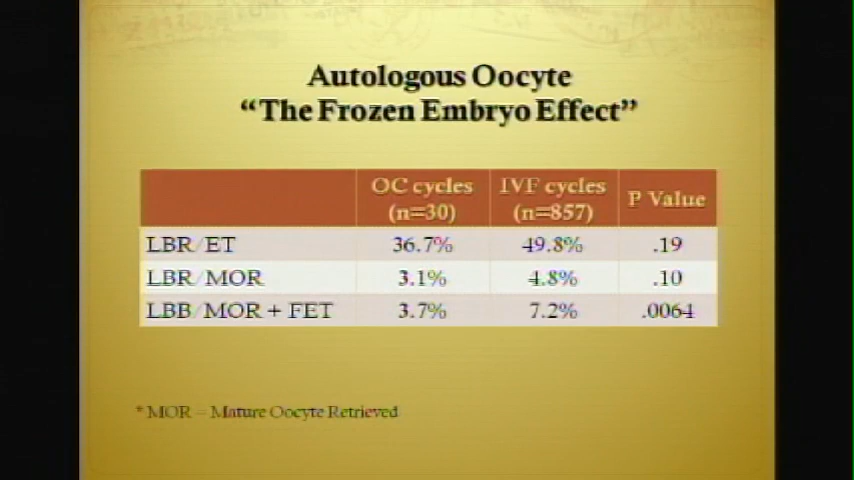 Autologous Oocyte
“The Frozen Embryo Effect”
OC cycles (n=30) IVF cycles (n=857) P Value
LBR/ET 36.7% 49.8% .19
LBR/MOR 3.1% 4.8% .10
LBB/MOR + FET 3.7% 7.2% .0064
* MOR = Mature Oocyte Retrieved